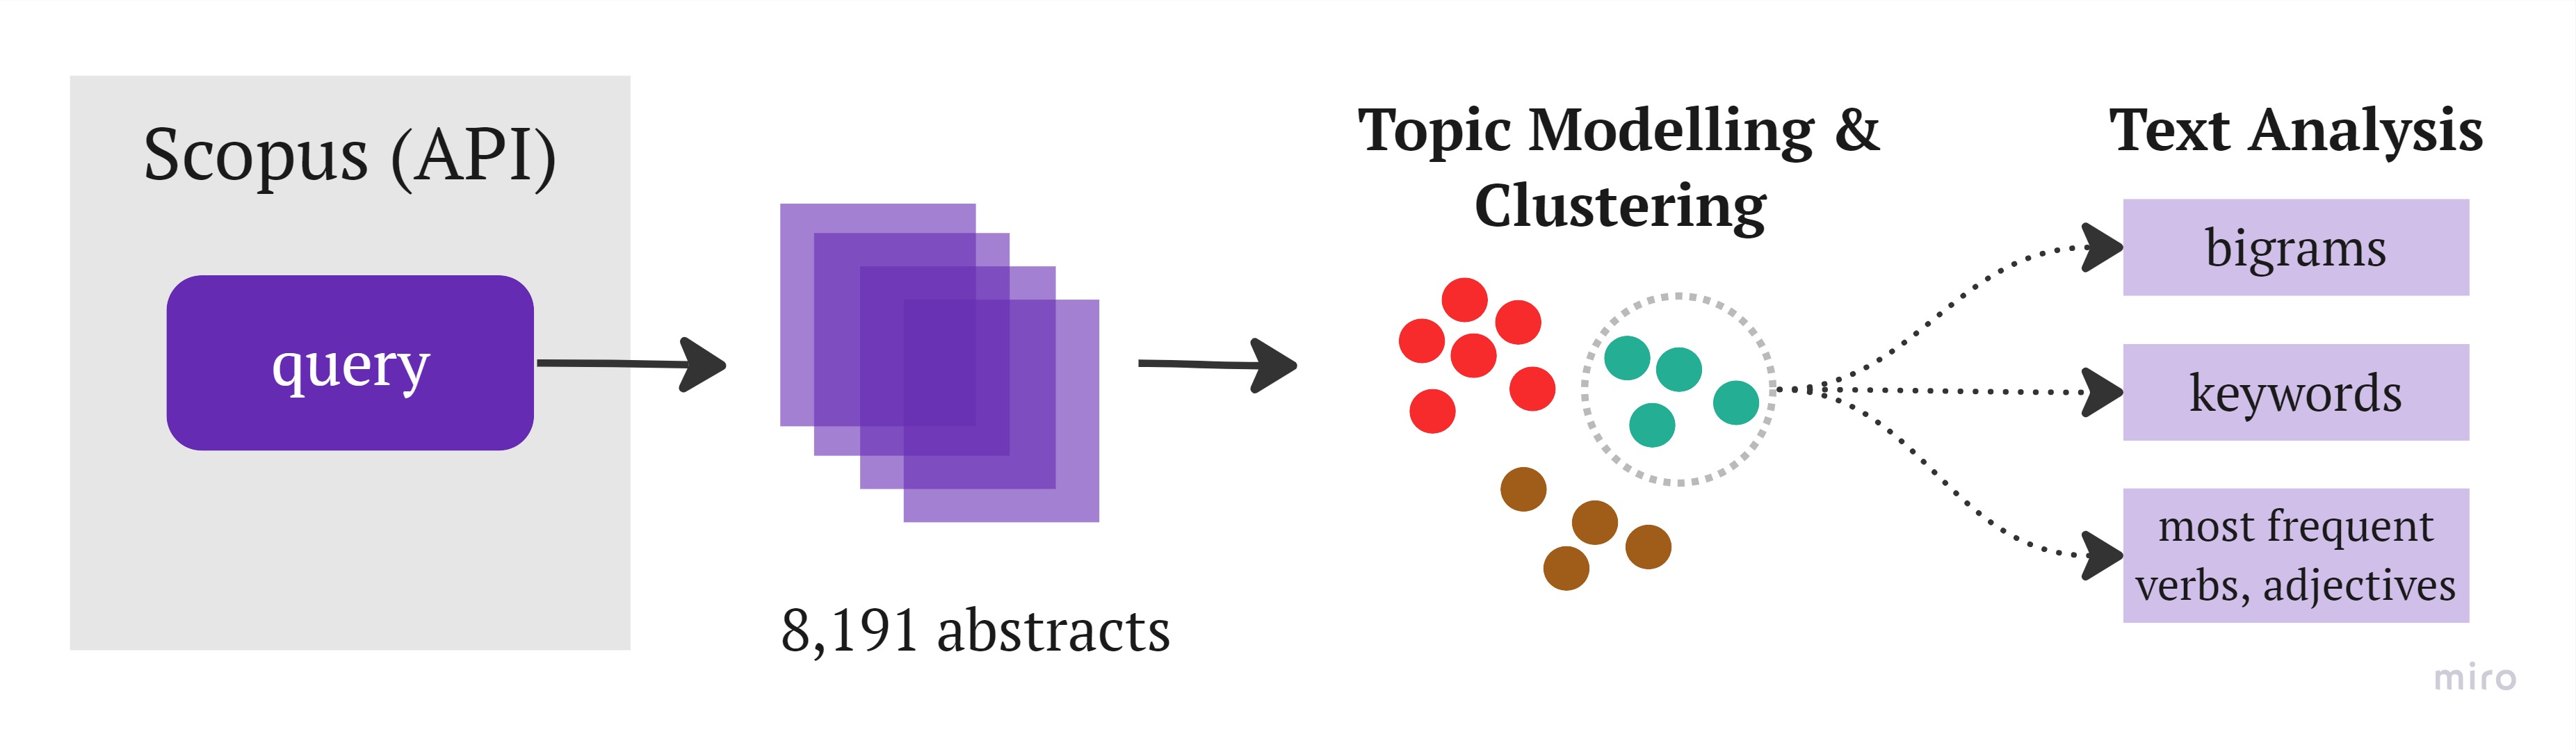 Scopus (API)
query
8,191 abstracts
Topic Modelling &
Clustering
Text Analysis
bigrams
keywords
most frequent
verbs, adjectives
miro